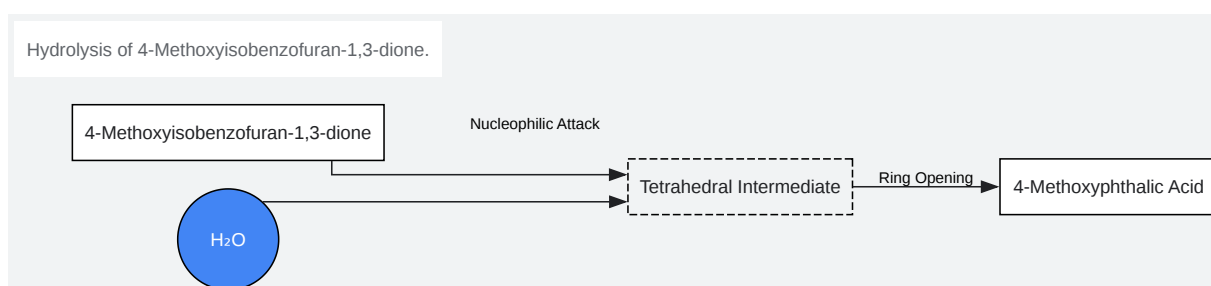 Hydrolysis of 4-Methoxyisobenzofuran-1,3-dione.
4-Methoxyisobenzofuran-1,3-dione
Nucleophilic Attack
Tetrahedral Intermediate
Ring Opening
4-Methoxyphthalic Acid
H₂O